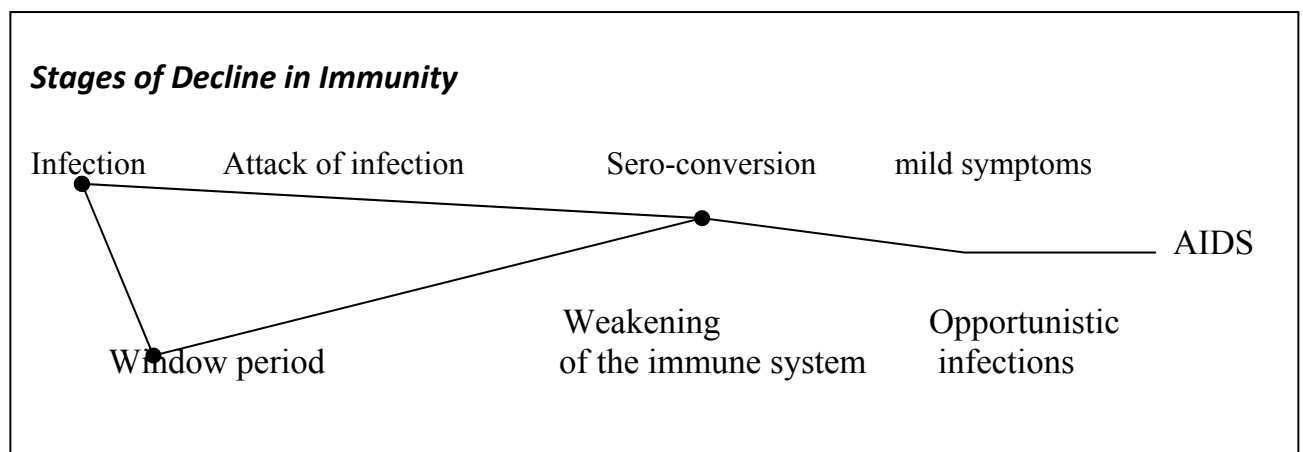 Stages of Decline in Immunity
Infection Attack of infection Sero-conversion mild symptoms
AIDS
Weakening Opportunistic
Window period of the immune system infections